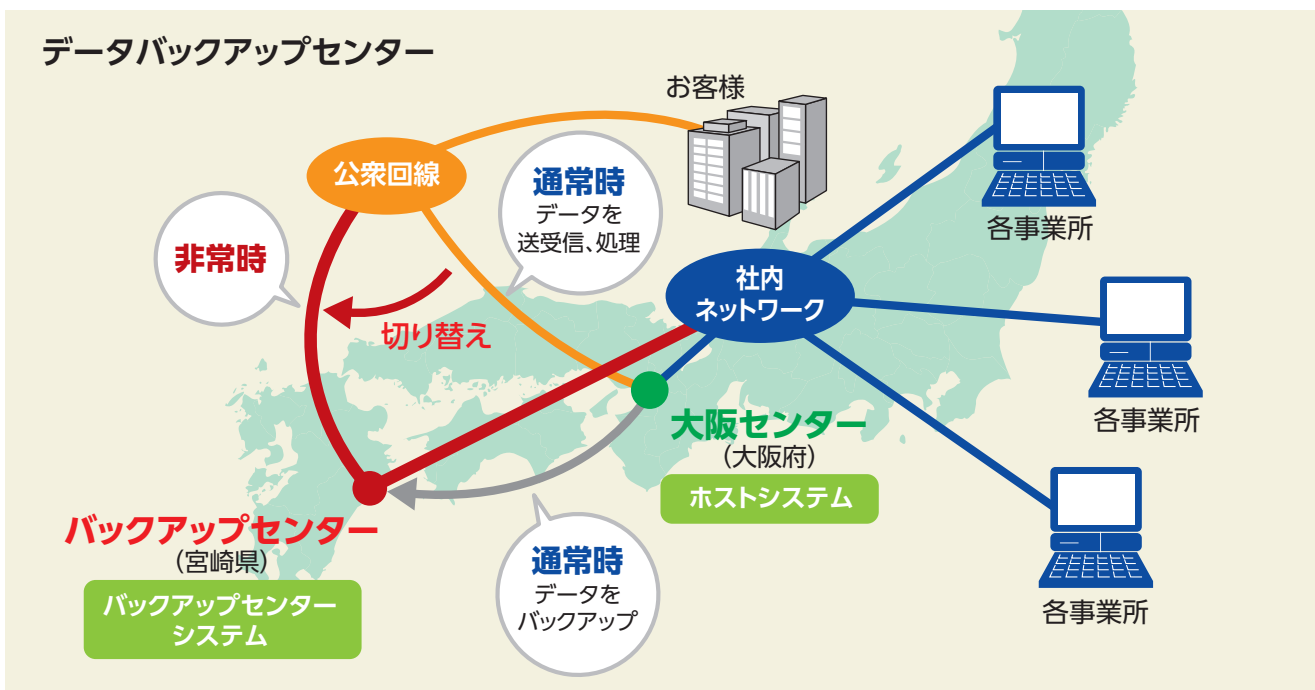 データバックアップセンター
お客様
公衆回線
通常時
データを
送受信、処理
非常時
切り替え
社内
ネットワーク
各事業所
各事業所
各事業所
大阪センター
(大阪府)
ホストシステム
バックアップセンター
(宮崎県)
バックアップセンター
システム
通常時
データを
バックアップ